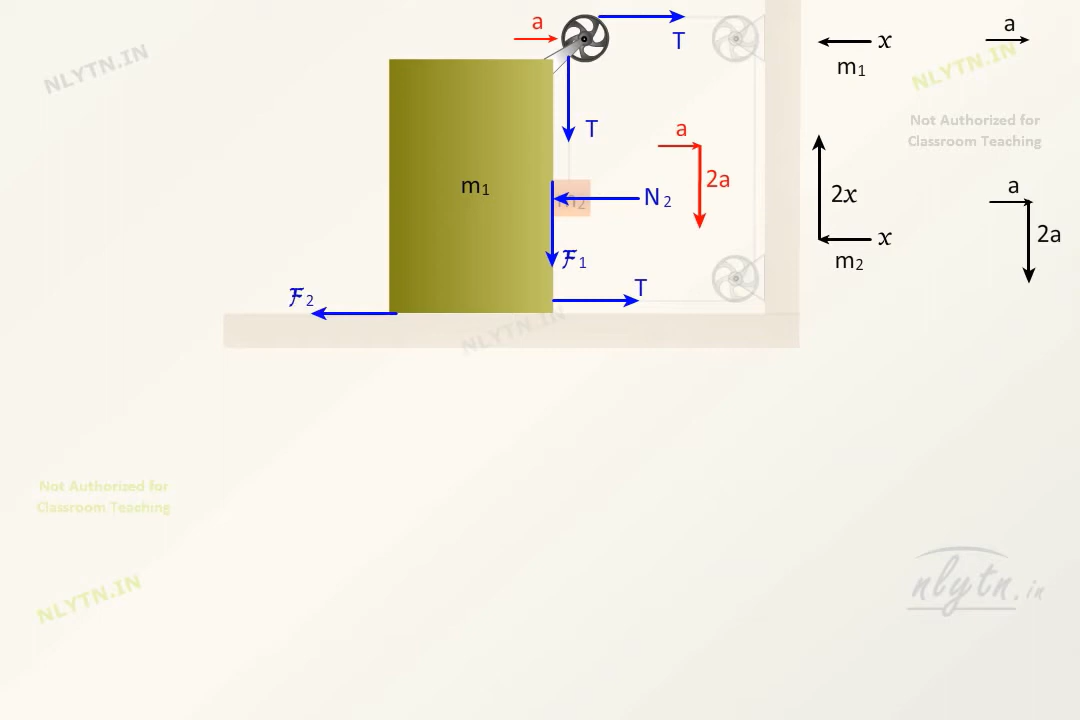 NLYTN.IN
a
T
x
m₁
a
NLYTN.IN
Not Authorized for
Classroom Teaching
T
a
2a
m₁
N₂
m₂
2x
a
2a
x
m₂
ℱ₁
T
ℱ₂
NLYTN.IN
Not Authorized for
Classroom Teaching
NLYTN.IN
nlytn.in